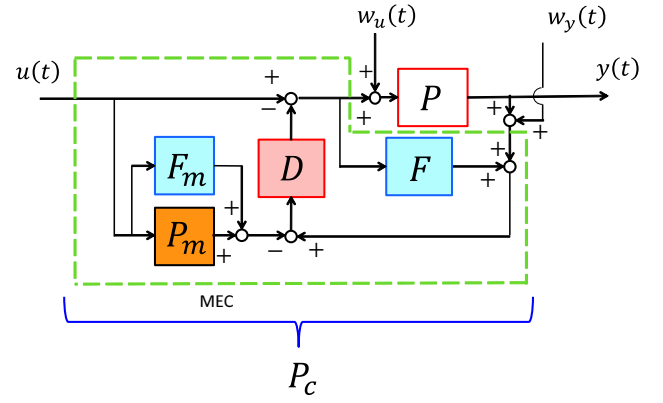 w_u(t)
w_y(t)
u(t)
y(t)
+
−
+
+
P
+
+
F_m
D
F
+
+
+
P_m
+
−
+
MEC
P_c